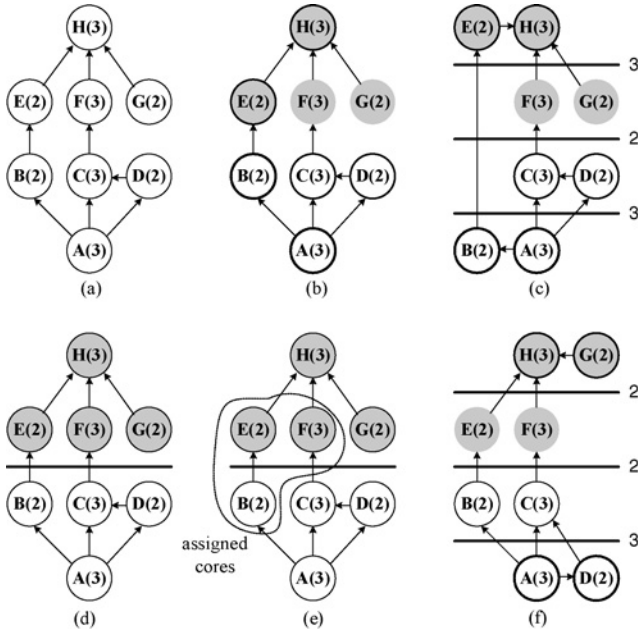 H(3) H(3) E(2) H(3)
3
E(2) F(3) G(2) E(2) F(3) G(2) F(3) G(2)
2
B(2) C(3) D(2) B(2) C(3) D(2) C(3) D(2)
3
A(3) A(3) B(2) A(3)
(a) (b) (c)
H(3) H(3) H(3) G(2)
2
E(2) F(3) G(2) E(2) F(3) G(2) E(2) F(3)
2
B(2) C(3) D(2) B(2) C(3) D(2) B(2) C(3)
assigned
cores
3
A(3) A(3) A(3) D(2)
(d) (e) (f)